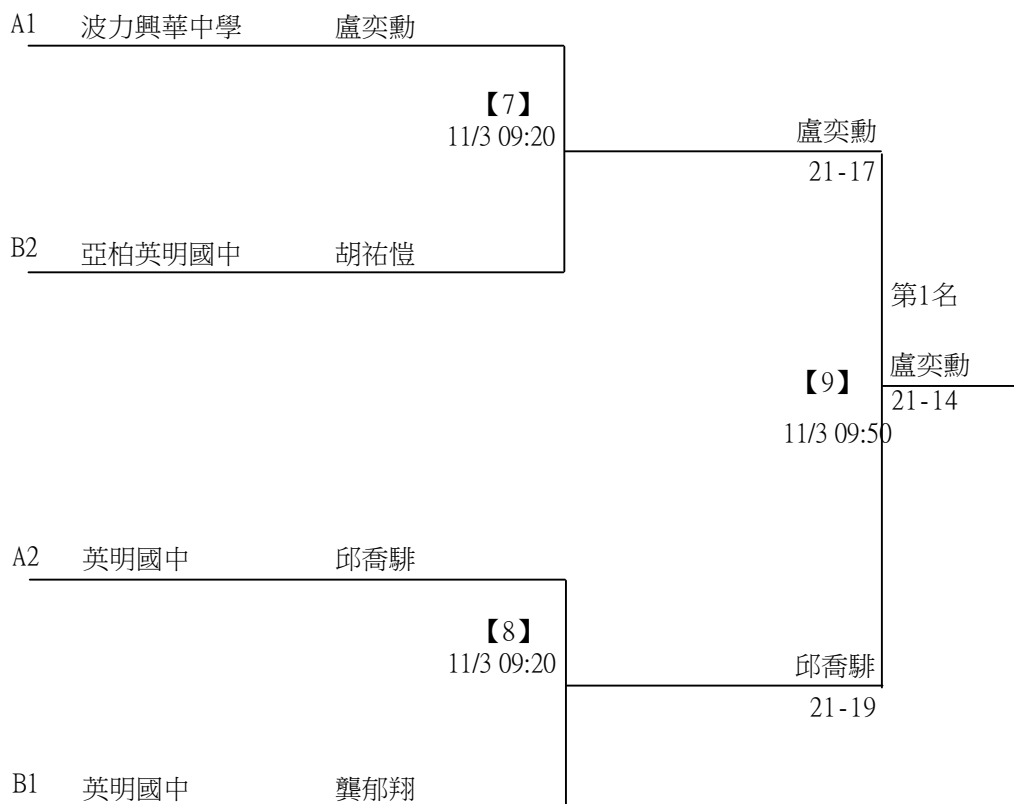 A1 波力興華中學 盧奕勳
【7】
11/3 09:20
盧奕勳
21-17
B2 亞柏英明國中 胡祐愷
第1名
【9】
盧奕勳
21-14
11/3 09:50
A2 英明國中 邱喬騑
【8】
11/3 09:20
邱喬騑
21-19
B1 英明國中 龔郁翔